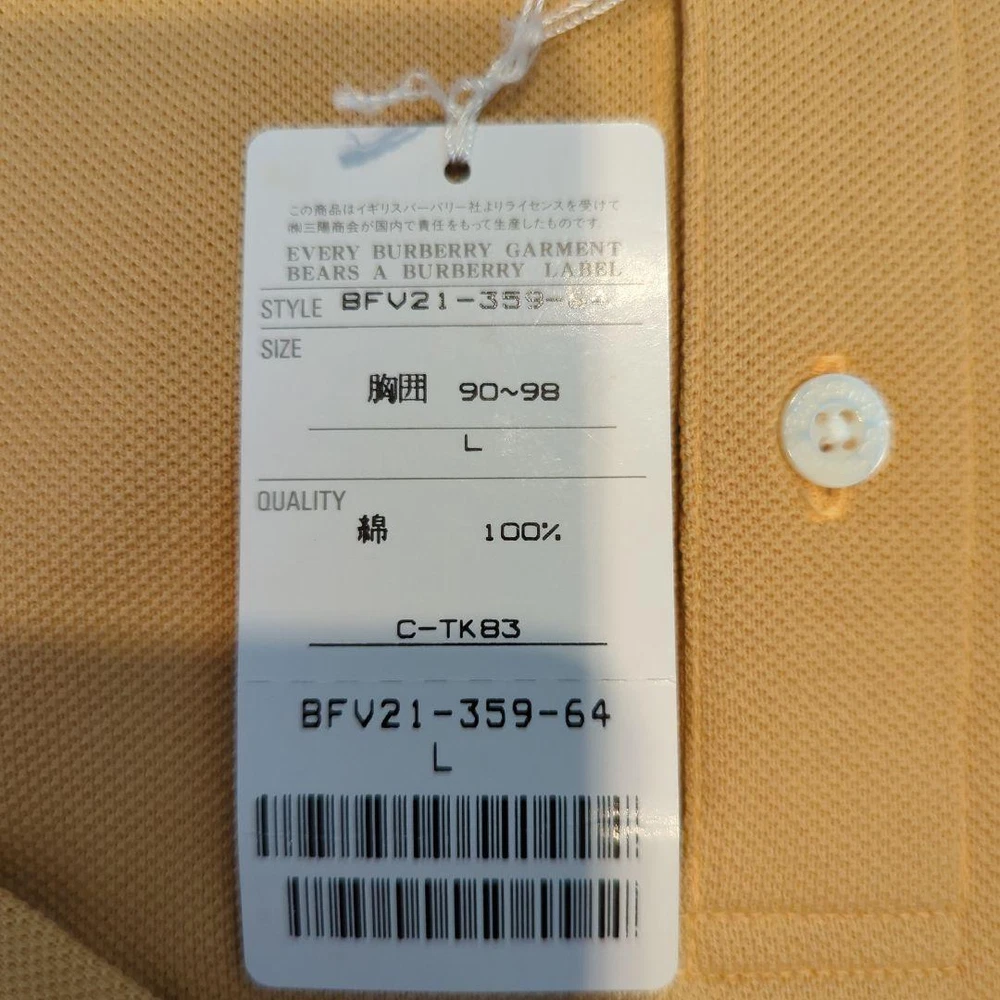 この商品はイギリスバーバリー社よりライセンスを受けて
㈱三陽商会が国内で責任をもって生産したものです。
EVERY BURBERRY GARMENT
BEARS A BURBERRY LABEL
STYLE BFV21-359-64
SIZE
胸囲 90~98
L
QUALITY
綿 100%
C-TK83
BFV21-359-64
L